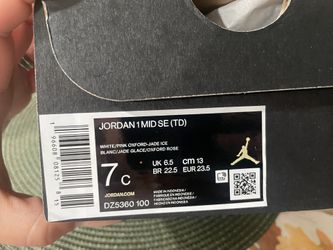 JORDAN 1 MID SE (TD)
WHITE/PINK OXFORD-JADE ICE
BLANC/JADE GLACE/OXFORD ROSE
7 C
UK 6.5 CM 13
BR 22.5 EUR 23.5
JORDAN.COM
DZ5360 100